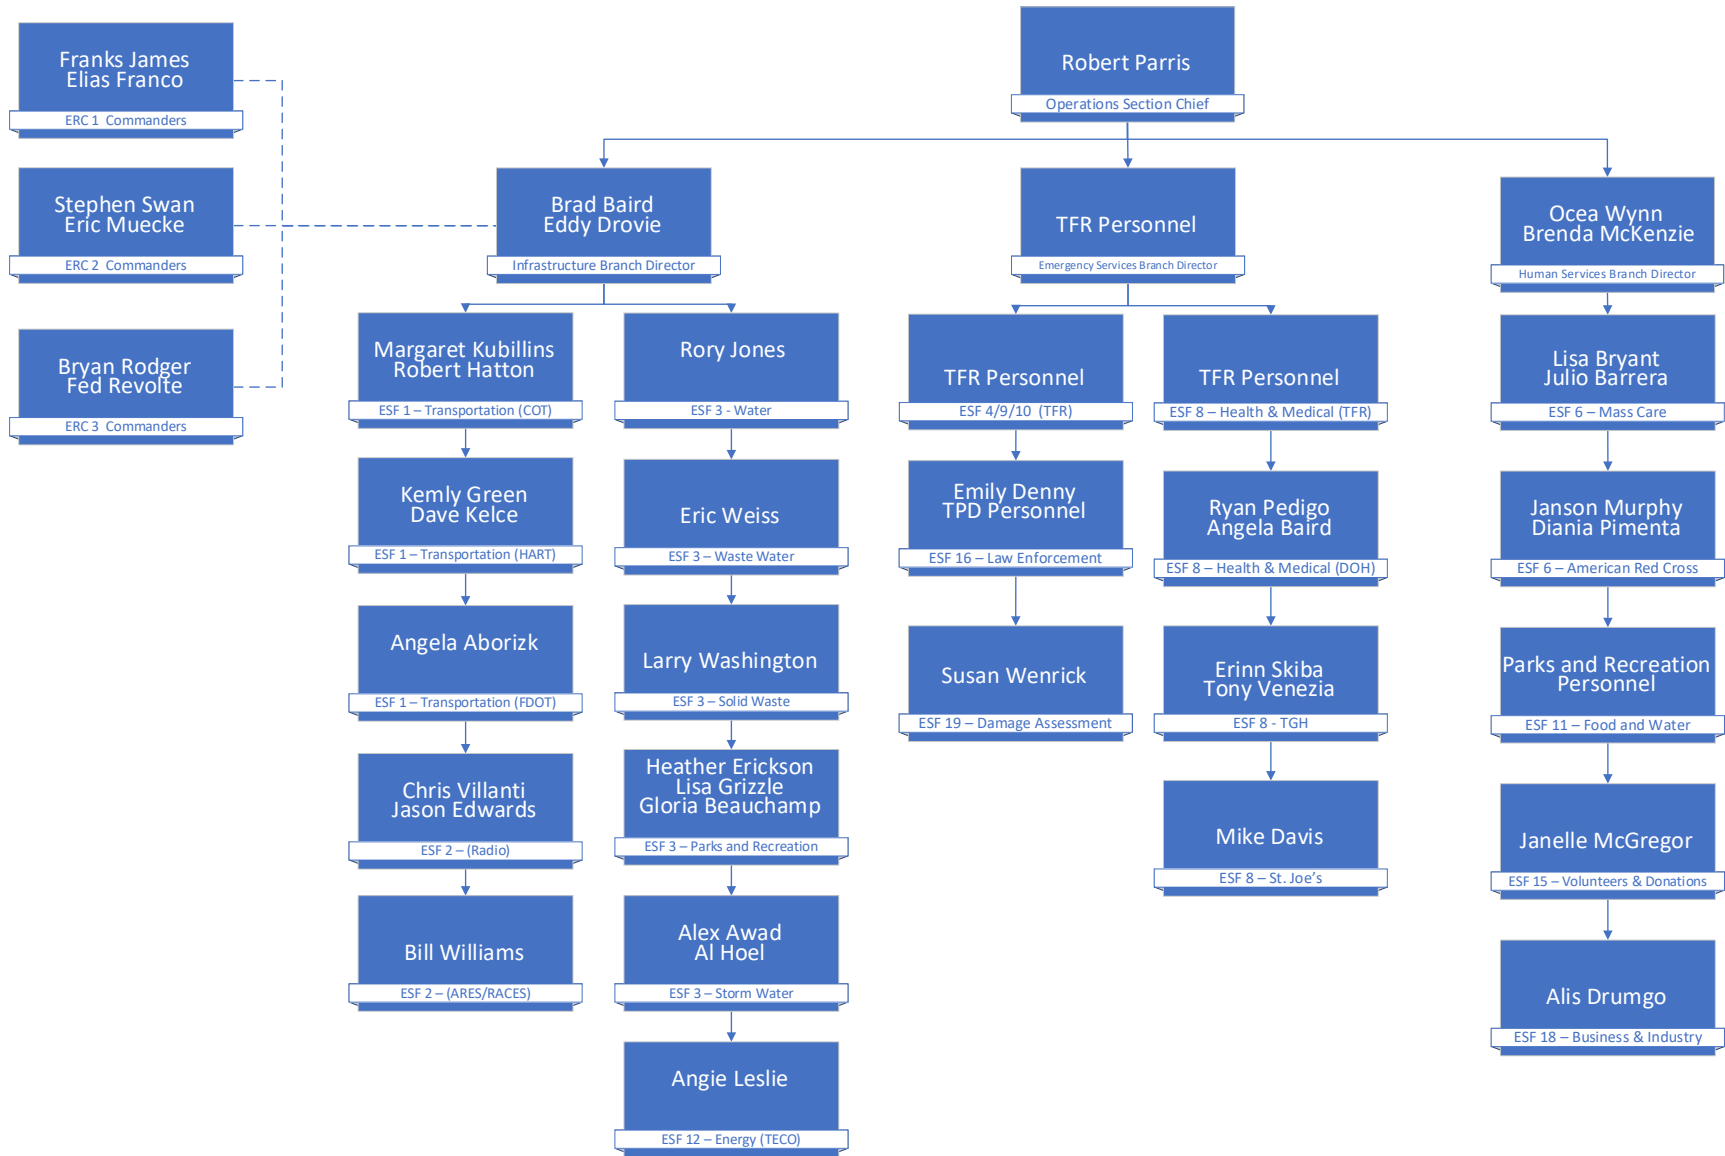 Franks James
Elias Franco
ERC 1  Commanders
Stephen Swan
Eric Muecke
ERC 2  Commanders
Bryan Rodger
Fed Revolte
ERC 3  Commanders
Robert Parris
Operations Section Chief
Brad Baird
Eddy Drovie
Infrastructure Branch Director
TFR Personnel
Emergency Services Branch Director
Ocea Wynn
Brenda McKenzie
Human Services Branch Director
Margaret Kubillins
Robert Hatton
ESF 1 – Transportation (COT)
Kemly Green
Dave Kelce
ESF 1 – Transportation (HART)
Angela Aborizk
ESF 1 – Transportation (FDOT)
Chris Villanti
Jason Edwards
ESF 2 – (Radio)
Bill Williams
ESF 2 – (ARES/RACES)
Rory Jones
ESF 3 - Water
Eric Weiss
ESF 3 – Waste Water
Larry Washington
ESF 3 – Solid Waste
Heather Erickson
Lisa Grizzle
Gloria Beauchamp
ESF 3 – Parks and Recreation
Alex Awad
Al Hoel
ESF 3 – Storm Water
Angie Leslie
ESF 12 – Energy (TECO)
TFR Personnel
ESF 4/9/10  (TFR)
Emily Denny
TPD Personnel
ESF 16 – Law Enforcement
Susan Wenrick
ESF 19 – Damage Assessment
TFR Personnel
ESF 8 – Health & Medical (TFR)
Ryan Pedigo
Angela Baird
ESF 8 – Health & Medical (DOH)
Erinn Skiba
Tony Venezia
ESF 8 - TGH
Mike Davis
ESF 8 – St. Joe’s
Lisa Bryant
Julio Barrera
ESF 6 – Mass Care
Janson Murphy
Diania Pimenta
ESF 6 – American Red Cross
Parks and Recreation
Personnel
ESF 11 – Food and Water
Janelle McGregor
ESF 15 – Volunteers & Donations
Alis Drumgo
ESF 18 – Business & Industry